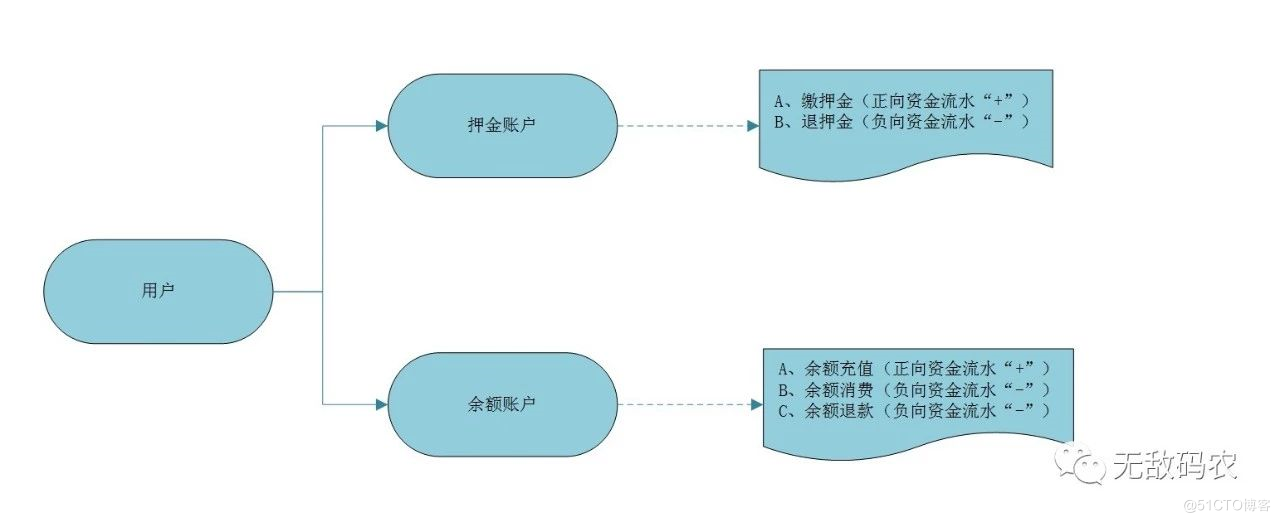 押金账户
A、缴押金（正向资金流水“+”）
B、退押金（负向资金流水“-”）
用户
余额账户
A、余额充值（正向资金流水“+”）
B、余额消费（负向资金流水“-”）
C、余额退款（负向资金流水“-”）
无敌码农
@51CTO博客